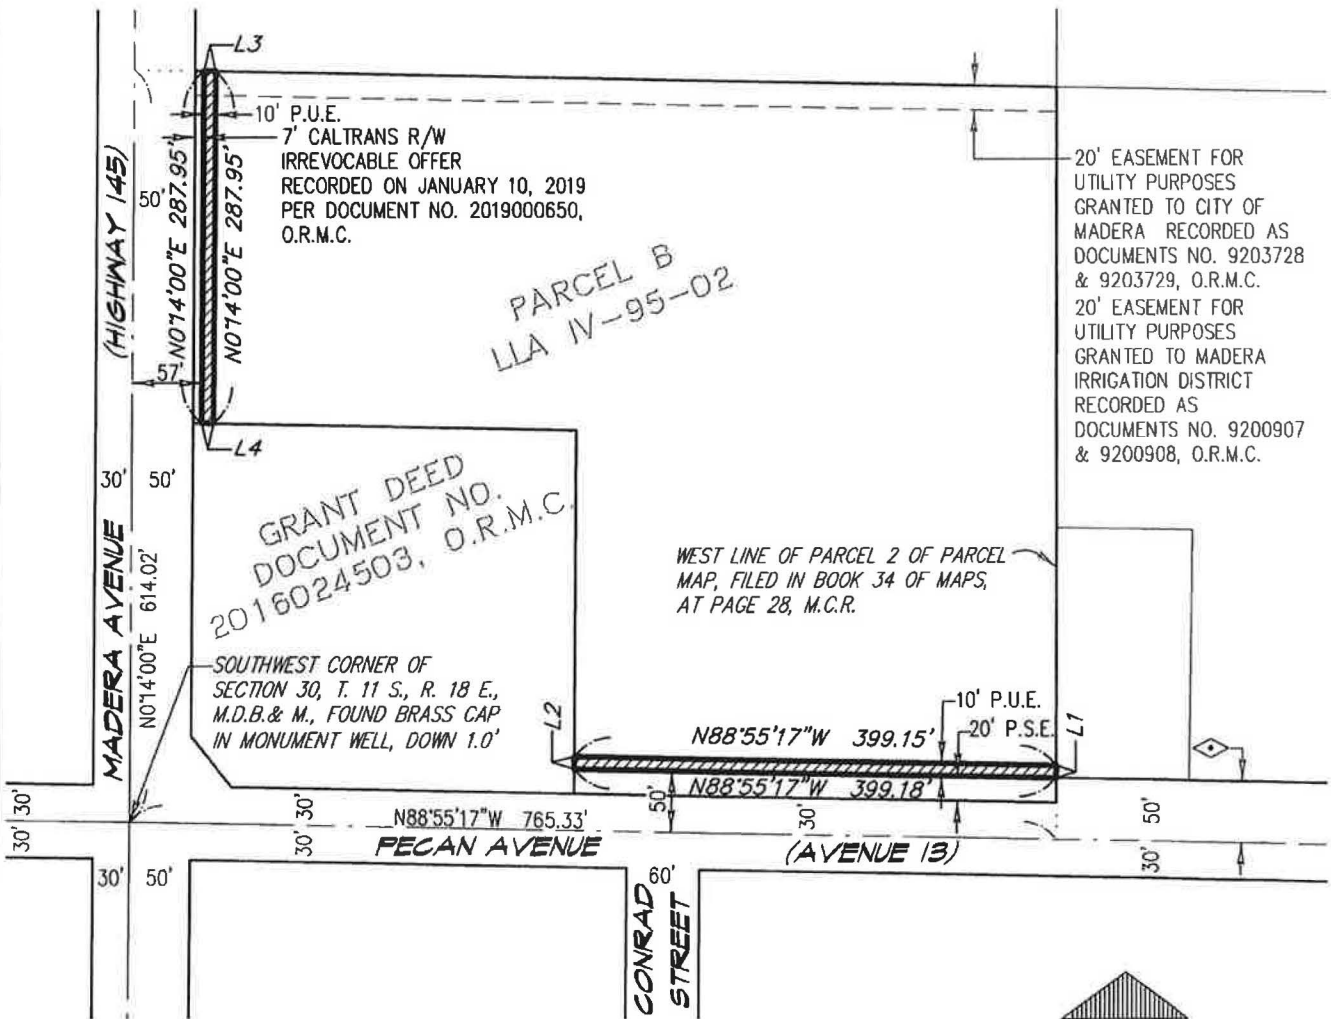 L3
10' P.U.E.
7' CALTRANS R/W
IRREVOCABLE OFFER
RECORDED ON JANUARY 10, 2019
PER DOCUMENT NO. 2019000650,
O.R.M.C.
(HIGHWAY 145)
50'
N0°14'00"E 287.95'
N0°14'00"E 287.95'
57'
L4
20' EASEMENT FOR
UTILITY PURPOSES
GRANTED TO CITY OF
MADERA RECORDED AS
DOCUMENTS NO. 9203728
& 9203729, O.R.M.C.
20' EASEMENT FOR
UTILITY PURPOSES
GRANTED TO MADERA
IRRIGATION DISTRICT
RECORDED AS
DOCUMENTS NO. 9200907
& 9200908, O.R.M.C.
PARCEL B
LLA IV-95-02
30'
50'
MADERA AVENUE
N0°14'00"E 614.02'
GRANT DEED
DOCUMENT NO.
2016024503, O.R.M.C.
WEST LINE OF PARCEL 2 OF PARCEL
MAP, FILED IN BOOK 34 OF MAPS,
AT PAGE 28, M.C.R.
SOUTHWEST CORNER OF
SECTION 30, T. 11 S., R. 18 E.,
M.D.B.& M., FOUND BRASS CAP
IN MONUMENT WELL, DOWN 1.0'
L2
10' P.U.E.
20' P.S.E.
L1
N88°55'17"W 399.15'
N88°55'17"W 399.18'
30'
30'
30'
30'
N88°55'17"W 765.33'
50'
30'
50'
30'
PECAN AVENUE
(AVENUE 13)
30'
50'
60'
CONRAD
STREET